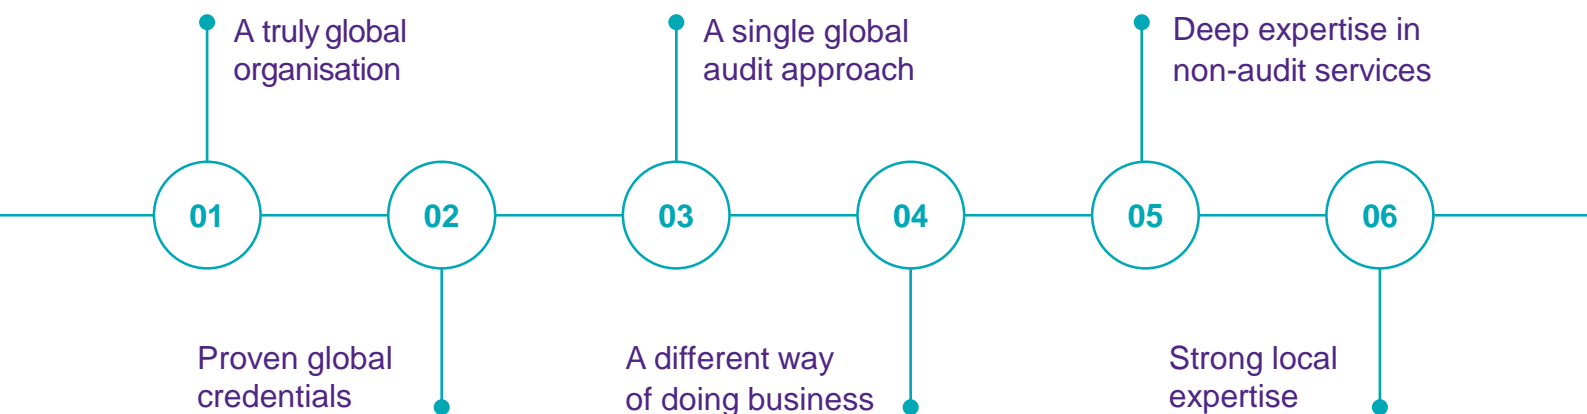 A truly global
organisation
A single global
audit approach
Deep expertise in
non-audit services
01
02
03
04
05
06
Proven global
credentials
A different way
of doing business
Strong local
expertise